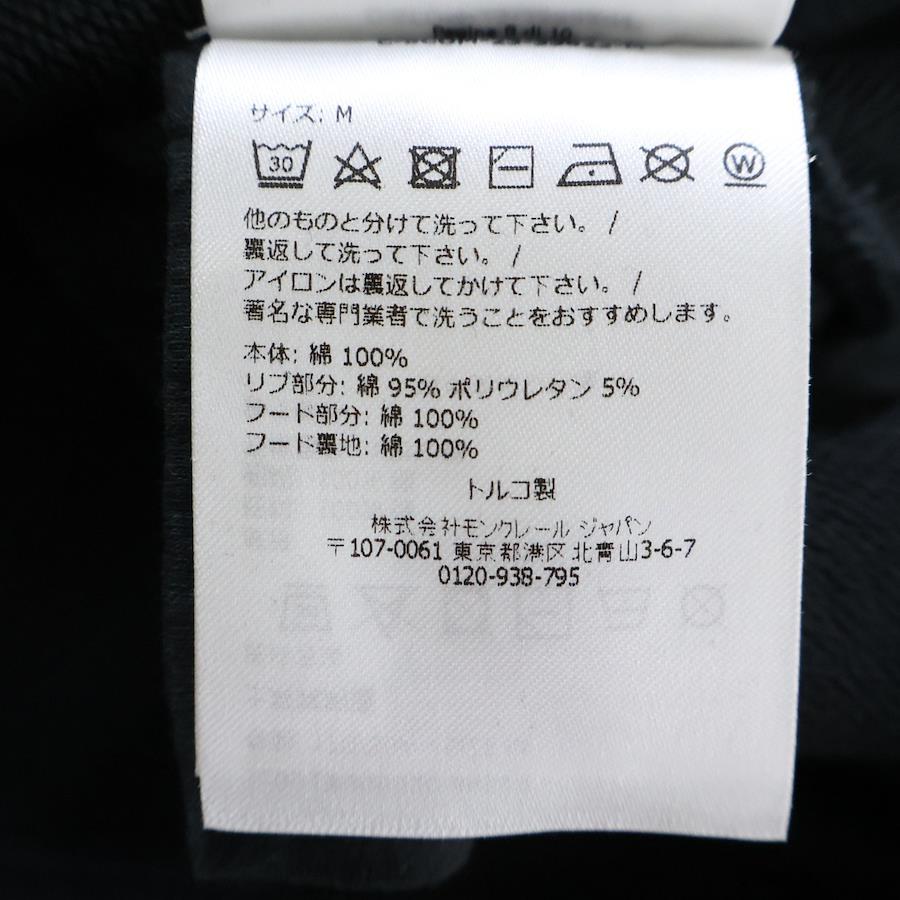 Pagina 8 di 10
サイズ: M
30 W
他のものと分けて洗って下さい。 /
裏返して洗って下さい。 /
アイロンは裏返してかけて下さい。 /
著名な専門業者で洗うことをおすすめします。
本体: 綿 100%
リブ部分: 綿 95% ポリウレタン 5%
フード部分: 綿 100%
フード裏地: 綿 100%
トルコ製
株式会社モンクレール ジャパン
〒107-0061 東京都港区北青山3-6-7
0120-938-795